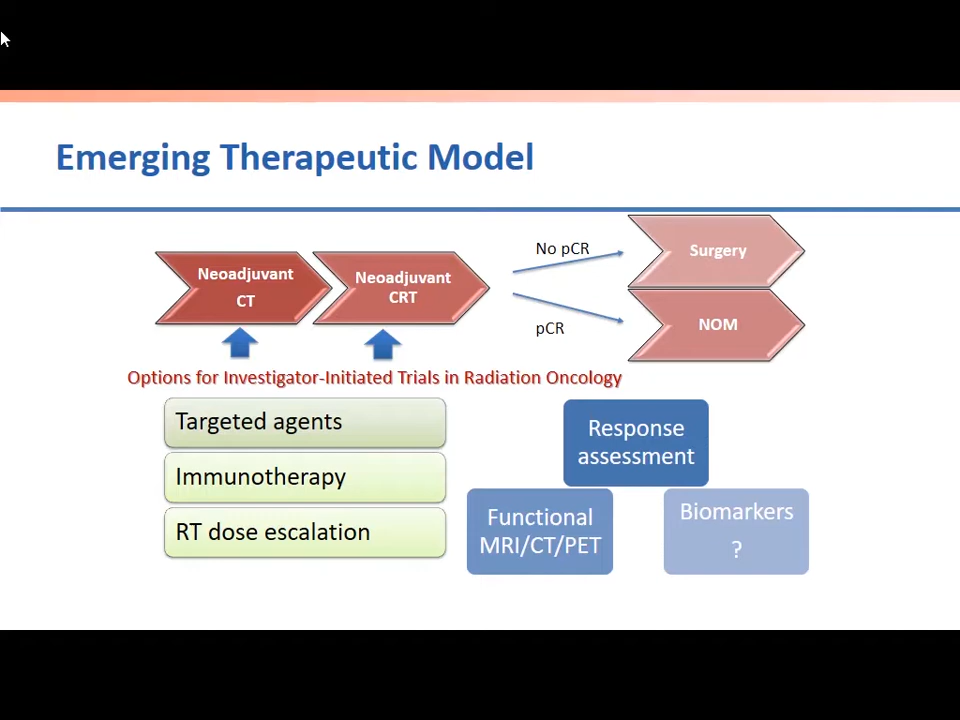 Emerging Therapeutic Model
Neoadjuvant
CT
Neoadjuvant
CRT
No pCR
pCR
Surgery
NOM
Options for Investigator-Initiated Trials in Radiation Oncology
Targeted agents
Immunotherapy
RT dose escalation
Response
assessment
Functional
MRI/CT/PET
Biomarkers
?